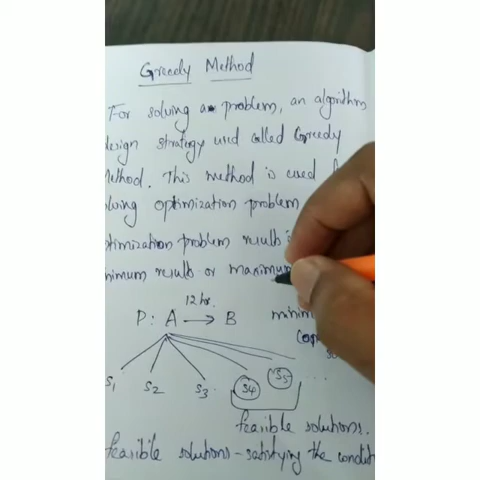 Greedy Method
For solving a problem, an algorithm
design strategy used called Greedy
Method. This method is used
solving optimization problem
optimization problem results
minimum results or maximum
12 hr.
P: A → B minim
S1 S2 S3 S4 S5 ...
feasible solutions.
feasible solutions - satisfying the condit